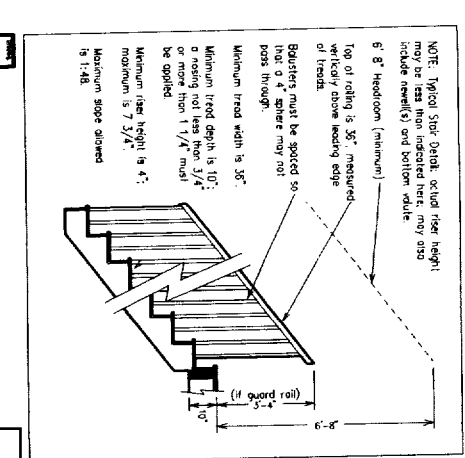 NOTE: Typical Stair Detail: actual riser height
may be less than indicated here; may also
include newell(s) and bottom volute.
6' 8" Headroom (minimum)
Top of railing is 36", measured
vertically above leading edge
of treads.
Balusters must be spaced so
that a 4" sphere may not
pass through.
Minimum tread width is 36".
Minimum tread depth is 10";
a nosing not less than 3/4"
or more than 1 1/4" must
be applied.
Minimum riser height is 4";
maximum is 7 3/4".
Maximum slope allowed
is 1:48.
(if guard rail)
3'-4"
10"
6'-8"